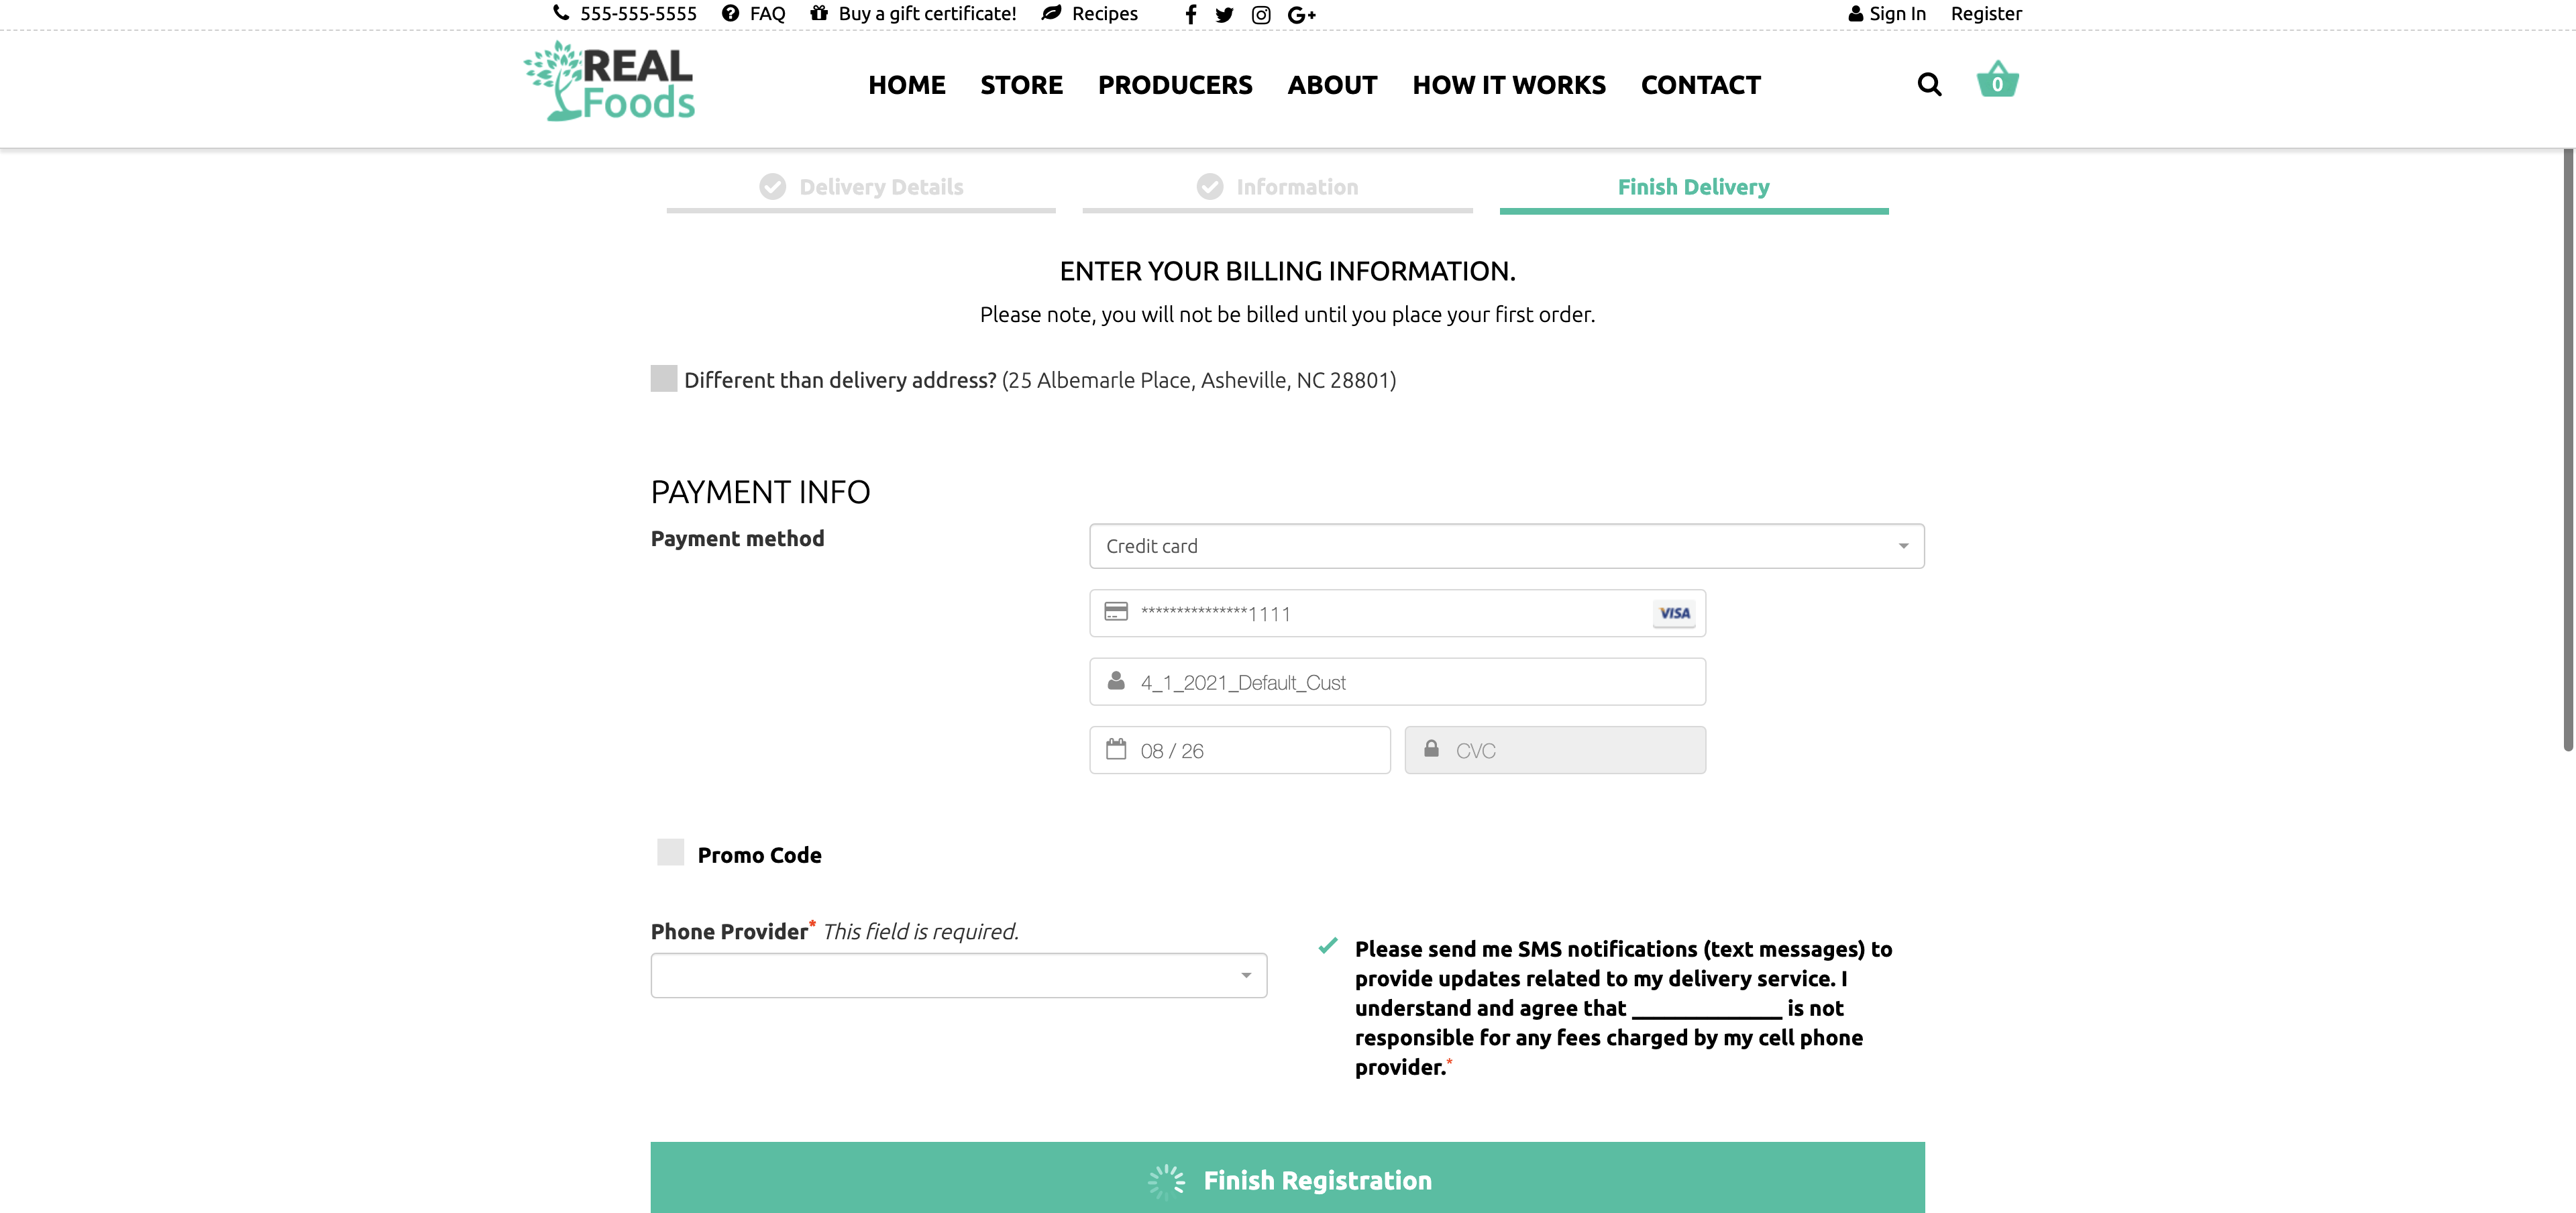 555-555-5555 FAQ Buy a gift certificate! Recipes Sign In Register
REAL
Foods
HOME STORE PRODUCERS ABOUT HOW IT WORKS CONTACT
0
Delivery Details Information Finish Delivery
ENTER YOUR BILLING INFORMATION.
Please note, you will not be billed until you place your first order.
Different than delivery address? (25 Albemarle Place, Asheville, NC 28801)
PAYMENT INFO
Payment method
Credit card
***************1111 VISA
4_1_2021_Default_Cust
08 / 26 CVC
Promo Code
Phone Provider* This field is required.
Please send me SMS notifications (text messages) to
provide updates related to my delivery service. I
understand and agree that ______________ is not
responsible for any fees charged by my cell phone
provider.*
Finish Registration